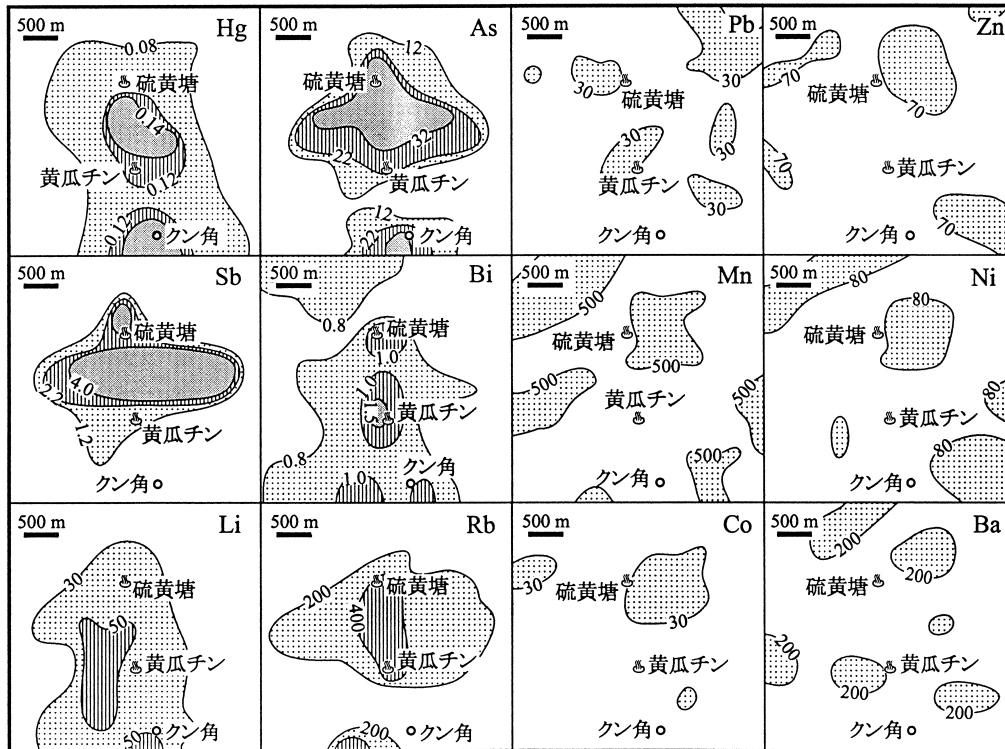 500 m Hg
0.08
硫黄塘
0.14
黄瓜チン
0.12
0.12
クン角
500 m As
12
硫黄塘
32
22
黄瓜チン
12
22
クン角
500 m Pb
30
30
硫黄塘
30
黄瓜チン
30
クン角
500 m Zn
70
硫黄塘
70
黄瓜チン
70
70
クン角
500 m Sb
硫黄塘
4.0
2.2
黄瓜チン
1.2
クン角
500 m Bi
0.8
硫黄塘
1.0
1.0
1.15
黄瓜チン
0.8
クン角
1.0
500 m Mn
500
硫黄塘
500
500
黄瓜チン
500
500
クン角
500 m Ni
80
80
硫黄塘
80
黄瓜チン
80
クン角
500 m Li
30
硫黄塘
50
黄瓜チン
クン角
50
500 m Rb
200
硫黄塘
400
黄瓜チン
200
クン角
500 m Co
30
硫黄塘
30
黄瓜チン
クン角
500 m Ba
200
200
硫黄塘
200
黄瓜チン
200
200
クン角